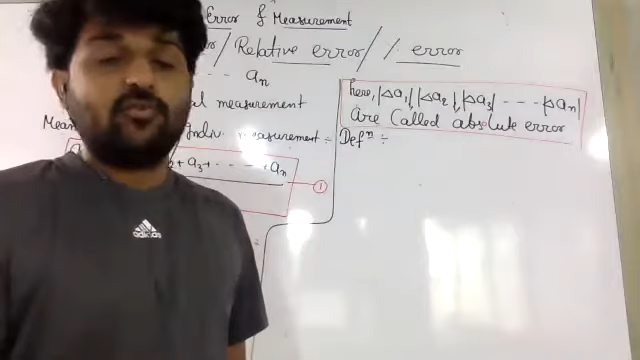 Error & Measurement
/ Relative error / % error
- - an
measurement
Mean Indiv. measurement =
+ a3 + - - - + an
1
here, |Δa1|, |Δa2|, |Δa3| - - - - |Δan|
Are Called absolute error
Defn ÷
adidas